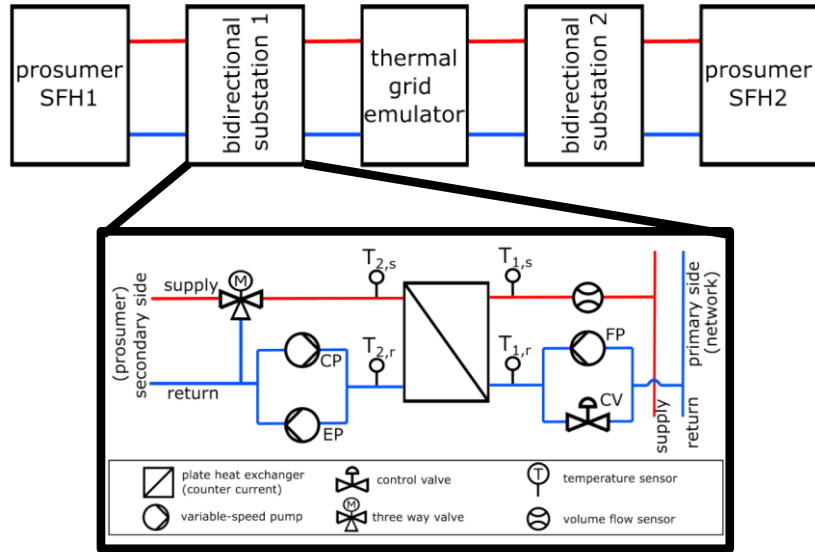 prosumer
SFH1
bidirectional
substation 1
thermal
grid
emulator
bidirectional
substation 2
prosumer
SFH2
(prosumer)
secondary side
supply
M
T2,s
T1,s
return
CP
EP
T2,r
T1,r
FP
CV
supply
return
primary side
(network)
plate heat exchanger
(counter current)
control valve
T
temperature sensor
variable-speed pump
M
three way valve
volume flow sensor